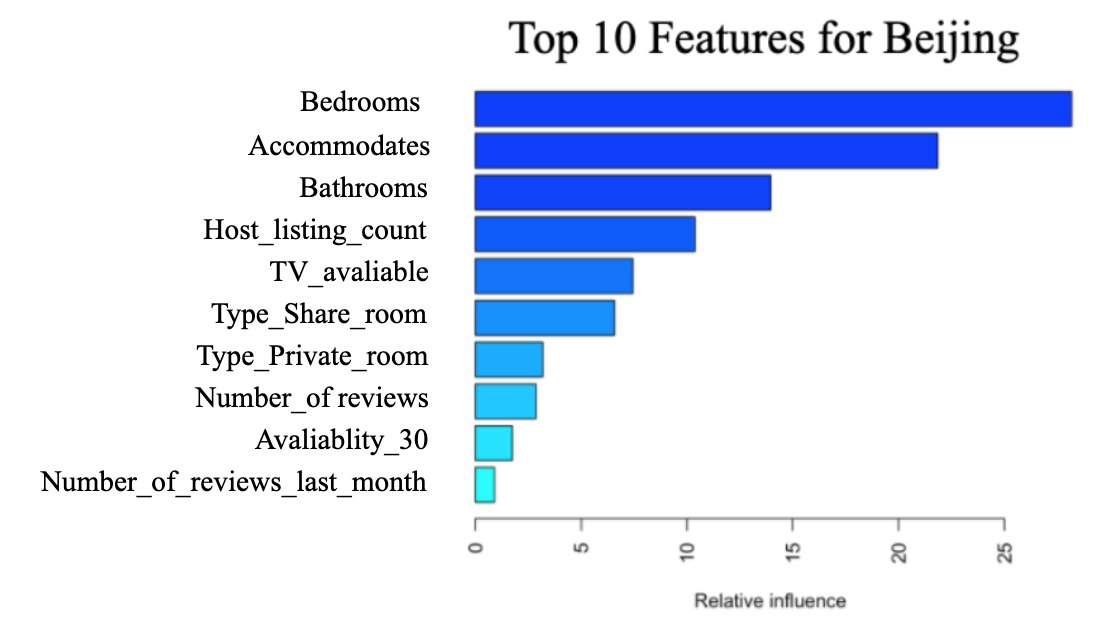 Top 10 Features for Beijing
Bedrooms
Accommodates
Bathrooms
Host_listing_count
TV_avaliable
Type_Share_room
Type_Private_room
Number_of reviews
Avaliablity_30
Number_of_reviews_last_month
0 5 10 15 20 25
Relative influence